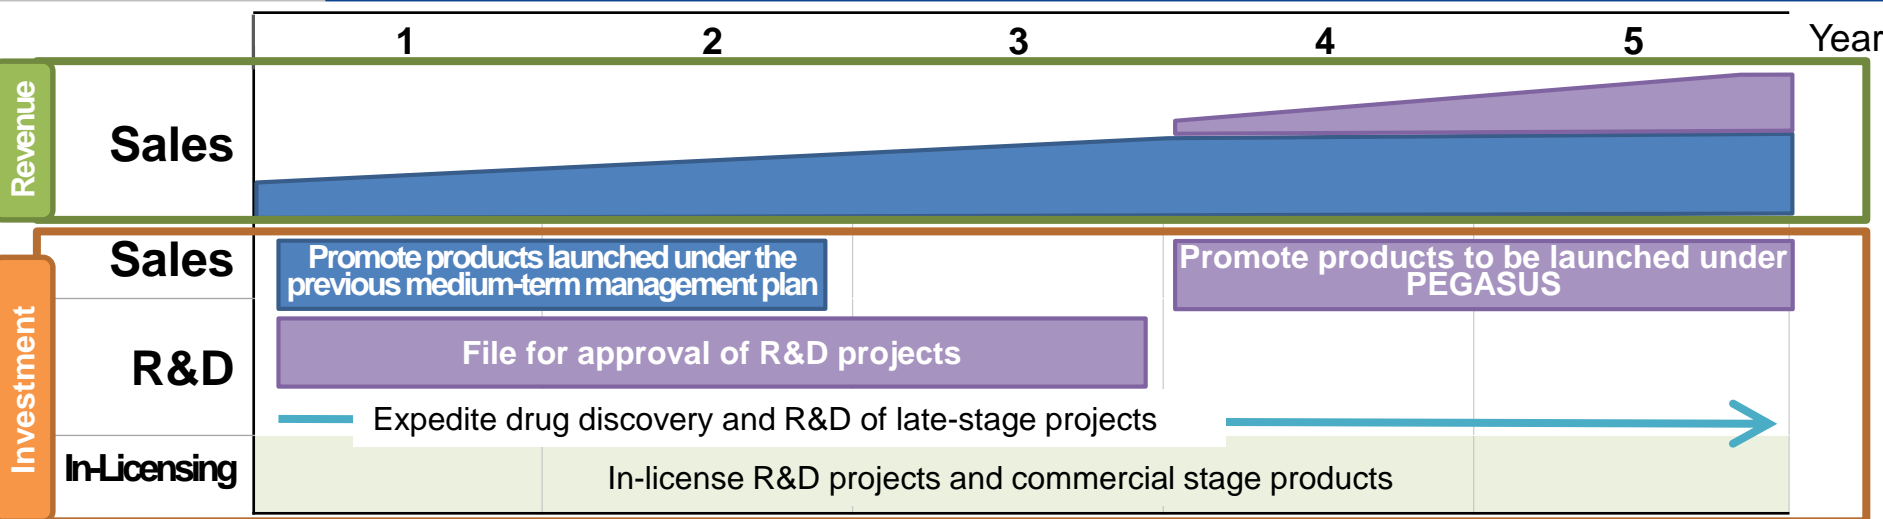 1 2 3 4 5 Year
Revenue
Sales
Investment
Sales
Promote products launched under the
previous medium-term management plan
Promote products to be launched under
PEGASUS
R&D
File for approval of R&D projects
Expedite drug discovery and R&D of late-stage projects
In-Licensing
In-license R&D projects and commercial stage products